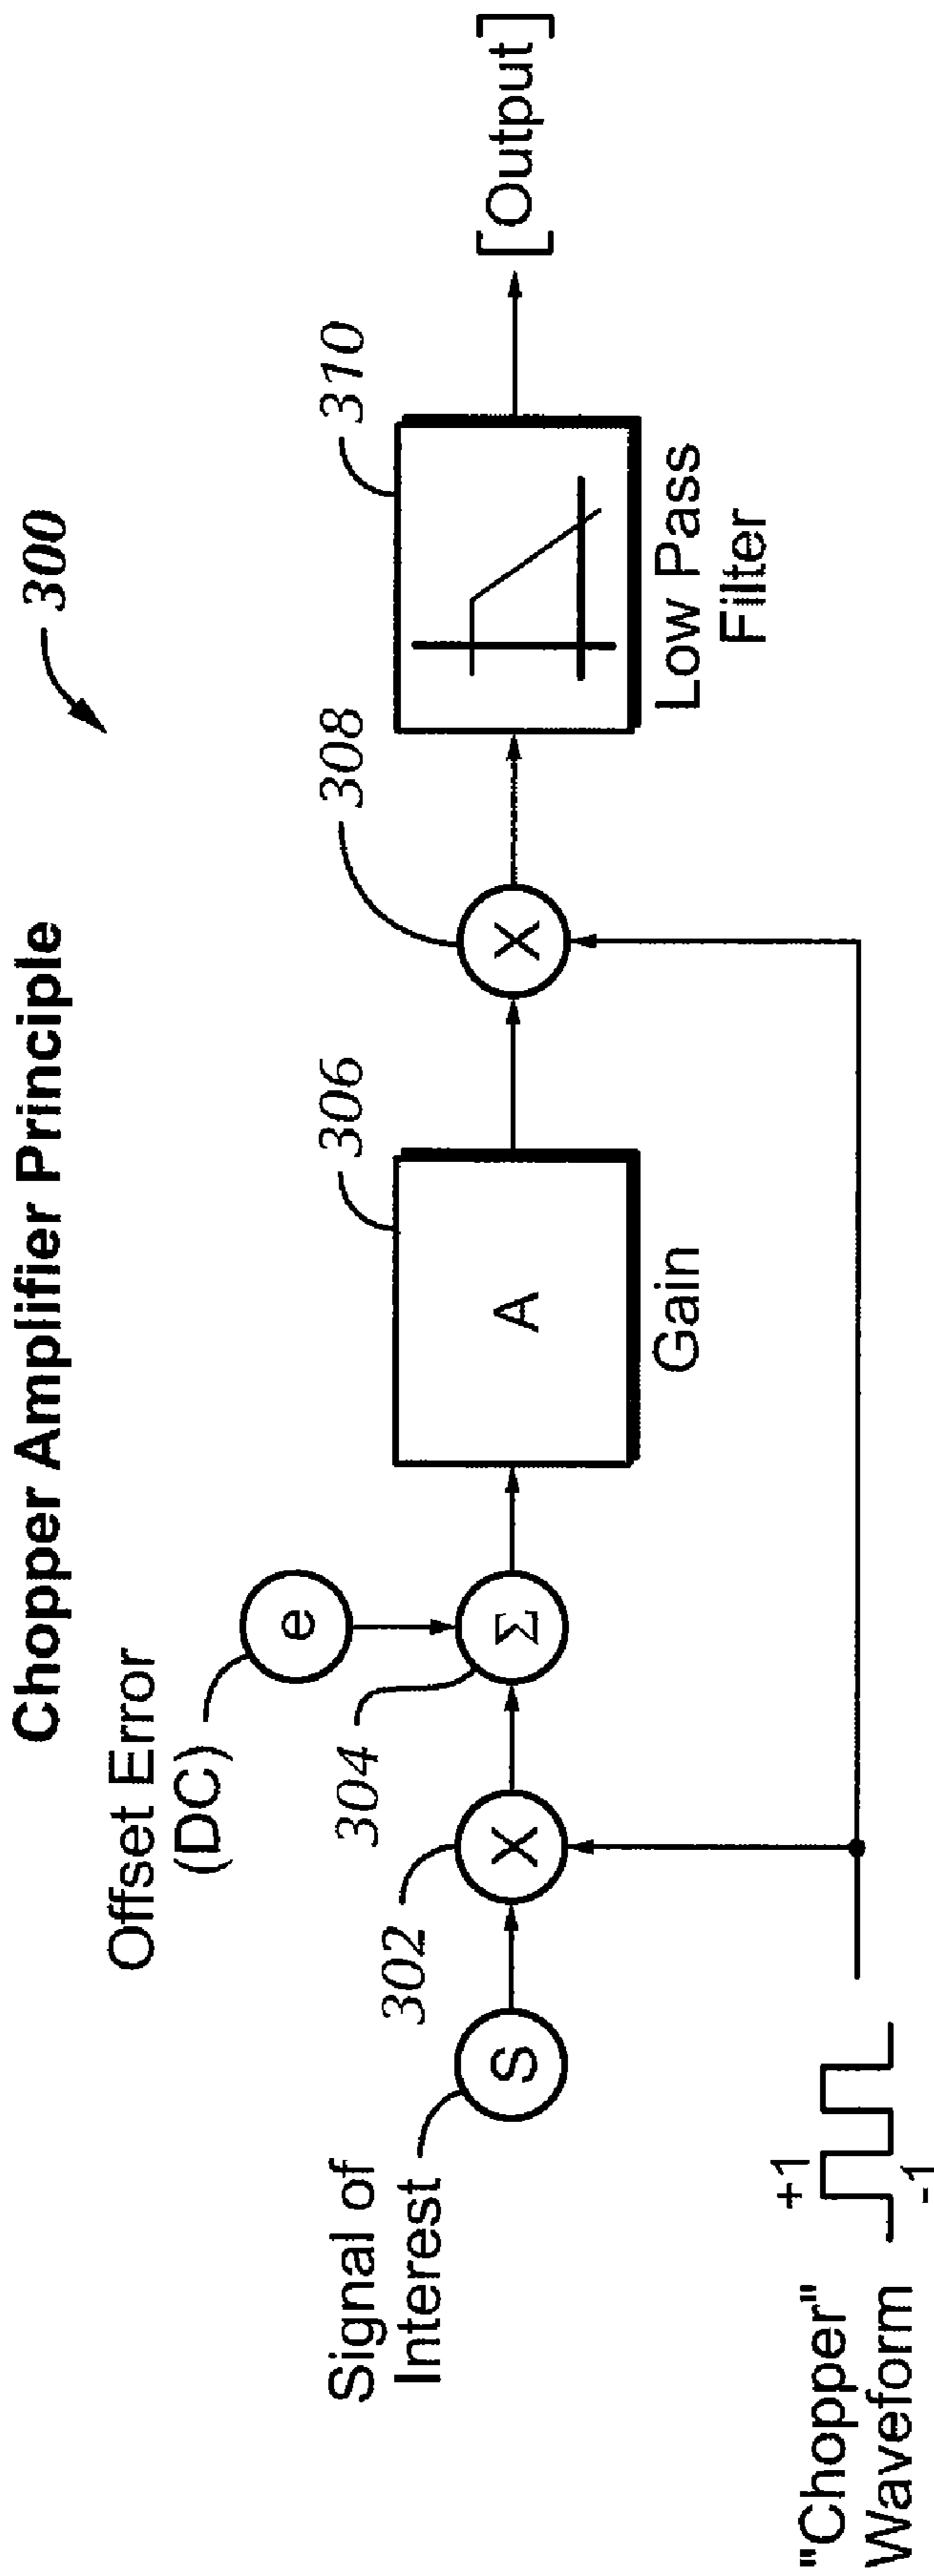 Chopper Amplifier Principle
300
Offset Error
(DC)
e
Signal of
Interest
S
302
X
304
Σ
306
A
Gain
308
X
310
Low Pass
Filter
[Output]
"Chopper"
Waveform
+1
-1